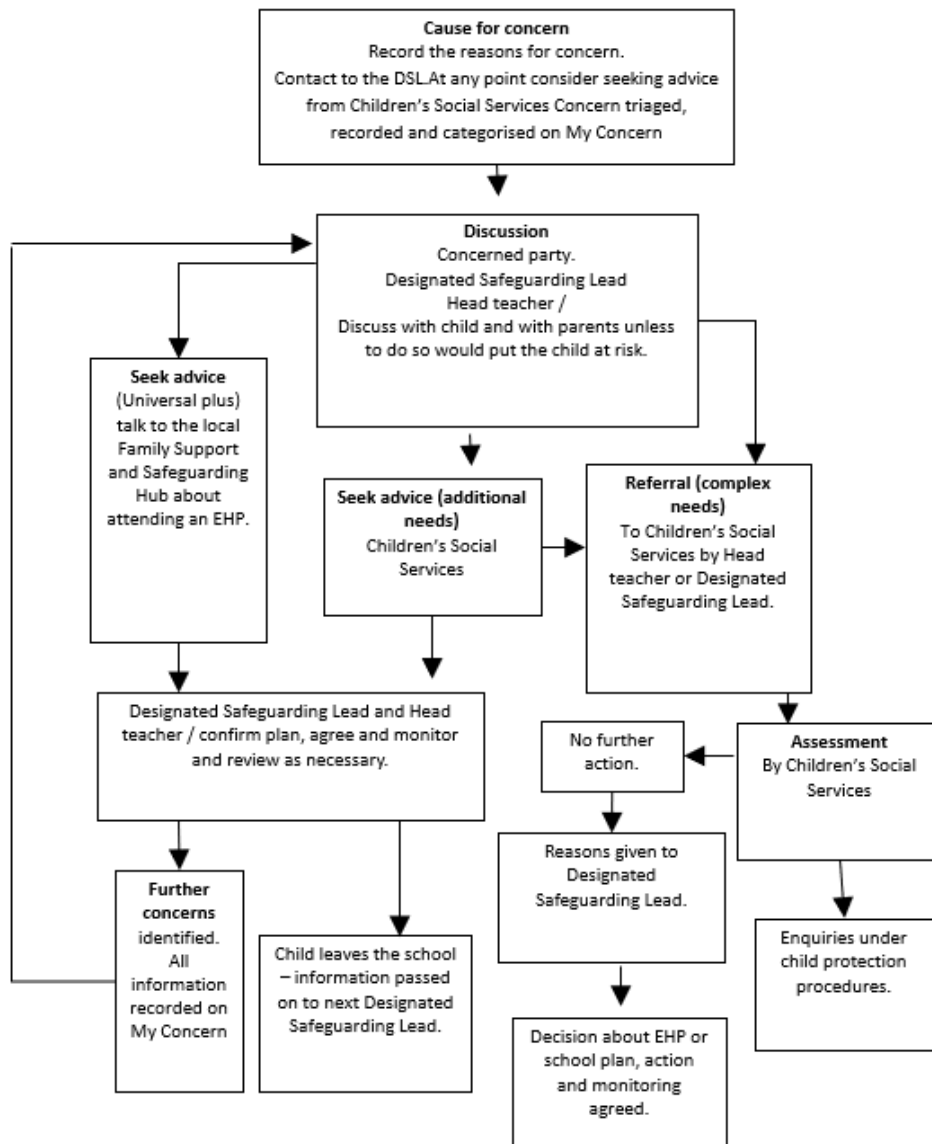 Cause for concern
Record the reasons for concern.
Contact to the DSL.At any point consider seeking advice
from Children's Social Services Concern triaged,
recorded and categorised on My Concern
Discussion
Concerned party.
Designated Safeguarding Lead
Head teacher /
Discuss with child and with parents unless
to do so would put the child at risk.
Seek advice
(Universal plus)
talk to the local
Family Support
and Safeguarding
Hub about
attending an EHP.
Seek advice (additional
needs)
Children's Social
Services
Referral (complex
needs)
To Children's Social
Services by Head
teacher or Designated
Safeguarding Lead.
Designated Safeguarding Lead and Head
teacher / confirm plan, agree and monitor
and review as necessary.
No further
action.
Assessment
By Children's Social
Services
Reasons given to
Designated
Safeguarding Lead.
Further
concerns
identified.
All
information
recorded on
My Concern
Child leaves the school
– information passed
on to next Designated
Safeguarding Lead.
Enquiries under
child protection
procedures.
Decision about EHP or
school plan, action
and monitoring
agreed.